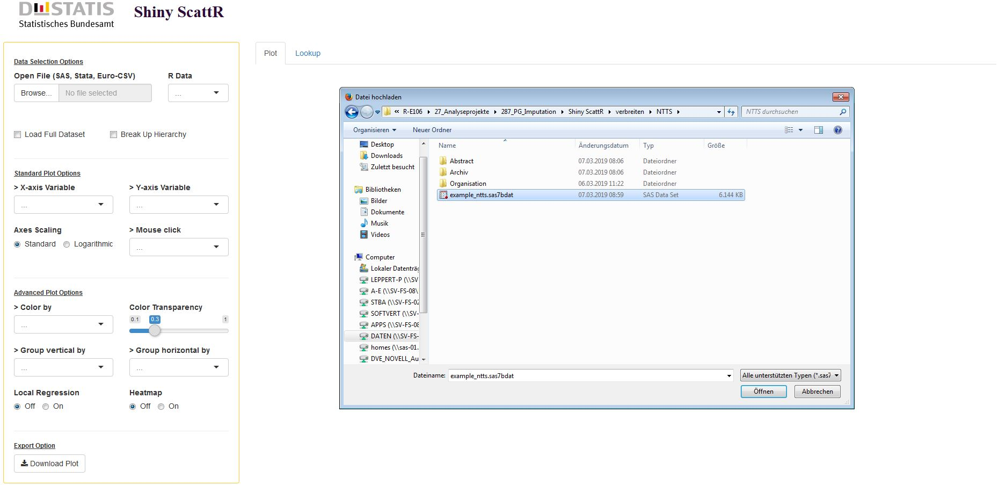 DESTATIS
Statistisches Bundesamt
Shiny ScattR
Data Selection Options
Open File (SAS, Stata, Euro-CSV)
R Data
Browse...
No file selected
...
Load Full Dataset
Break Up Hierarchy
Standard Plot Options
> X-axis Variable
> Y-axis Variable
...
...
Axes Scaling
> Mouse click
Standard
Logarithmic
...
Advanced Plot Options
> Color by
Color Transparency
...
0.1
0.3
1
> Group vertical by
> Group horizontal by
...
...
Local Regression
Heatmap
Off
On
Off
On
Export Option
Download Plot
Plot
Lookup
Datei hochladen
« R-E106 ▸ 27_Analyseprojekte ▸ 287_PG_Imputation ▸ Shiny ScattR ▸ verbreiten ▸ NTTS ▸
NTTS durchsuchen
Organisieren
Neuer Ordner
Desktop
Downloads
Zuletzt besucht
Bibliotheken
Bilder
Dokumente
Musik
Videos
Computer
Lokaler Datenträg
LEPPERT-P (\\SV
A-E (\\SV-FS-08\
STBA (\\SV-FS-02
SOFTVERT (\\SV-
APPS (\\SV-FS-08
DATEN (\\SV-FS-
homes (\\sas-01.
DVE_NOVELL_Au
Name Änderungsdatum Typ Größe
Abstract 07.03.2019 08:06 Dateiordner
Archiv 07.03.2019 08:06 Dateiordner
Organisation 06.03.2019 11:22 Dateiordner
example_ntts.sas7bdat 07.03.2019 08:59 SAS Data Set 6.144 KB
Dateiname:
example_ntts.sas7bdat
Alle unterstützten Typen (*.sas7
Öffnen
Abbrechen